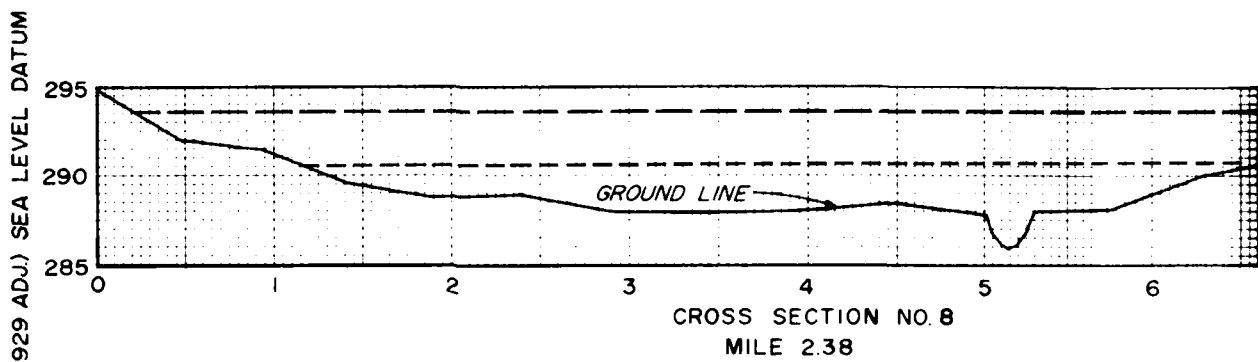 929 ADJ.) SEA LEVEL DATUM
295
290
285
GROUND LINE
0 1 2 3 4 5 6
CROSS SECTION NO. 8
MILE 2.38